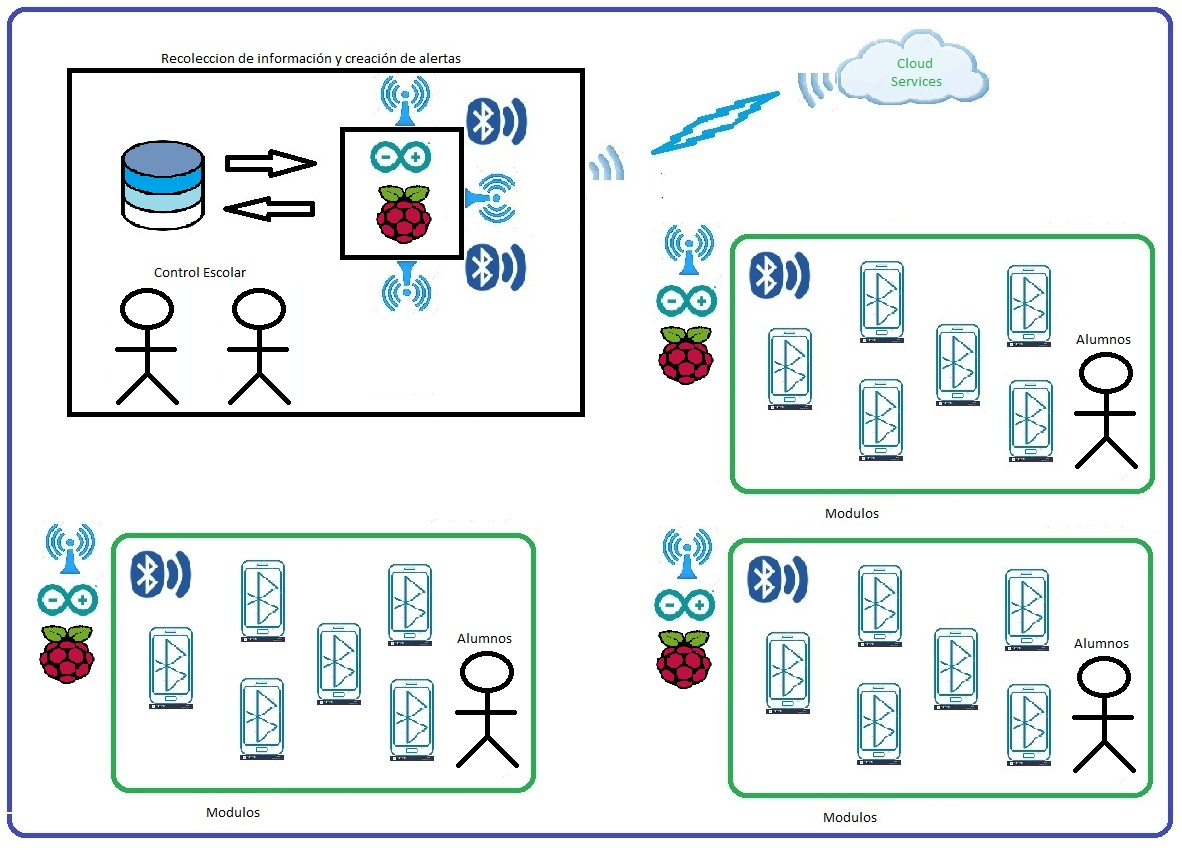 Recoleccion de información y creación de alertas
Cloud
Services
Control Escolar
Alumnos
Modulos
Alumnos
Modulos
Alumnos
Modulos